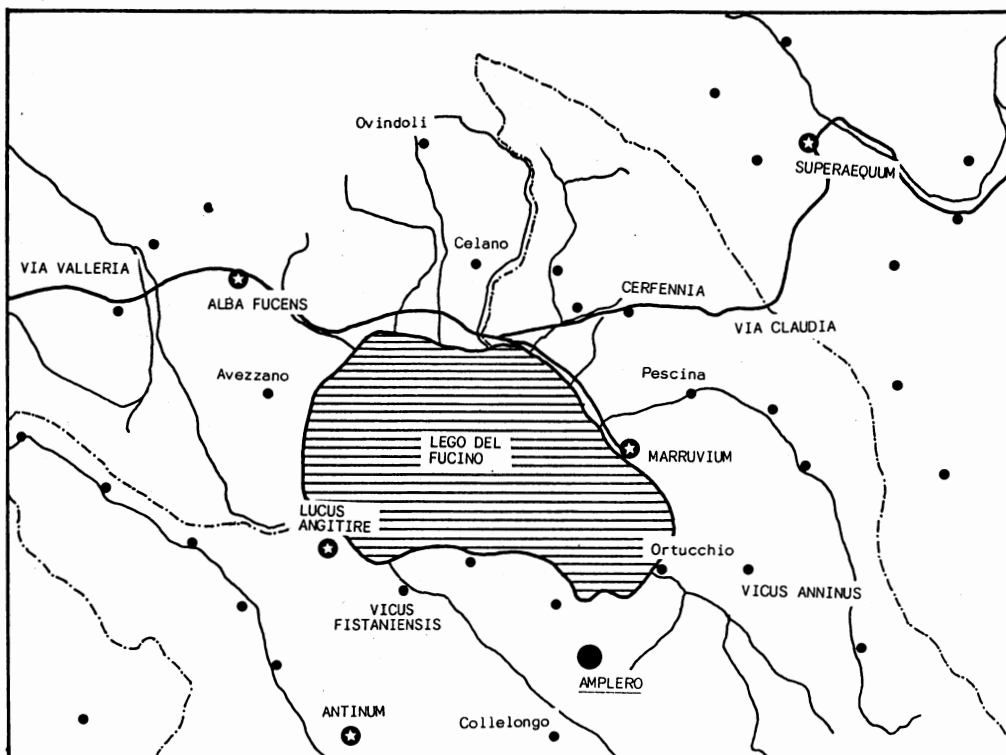 Ovindoli
SUPERAEQUUM
Celano
VIA VALLERIA
ALBA FUCENS
CERFENNIA
VIA CLAUDIA
Avezzano
Pescina
LEGO DEL
FUCINO
MARRUVIUM
LUCUS
ANGITIRE
Ortucchio
VICUS ANNINUS
VICUS
FISTANIENSIS
AMPLERO
ANTINUM
Collelongo